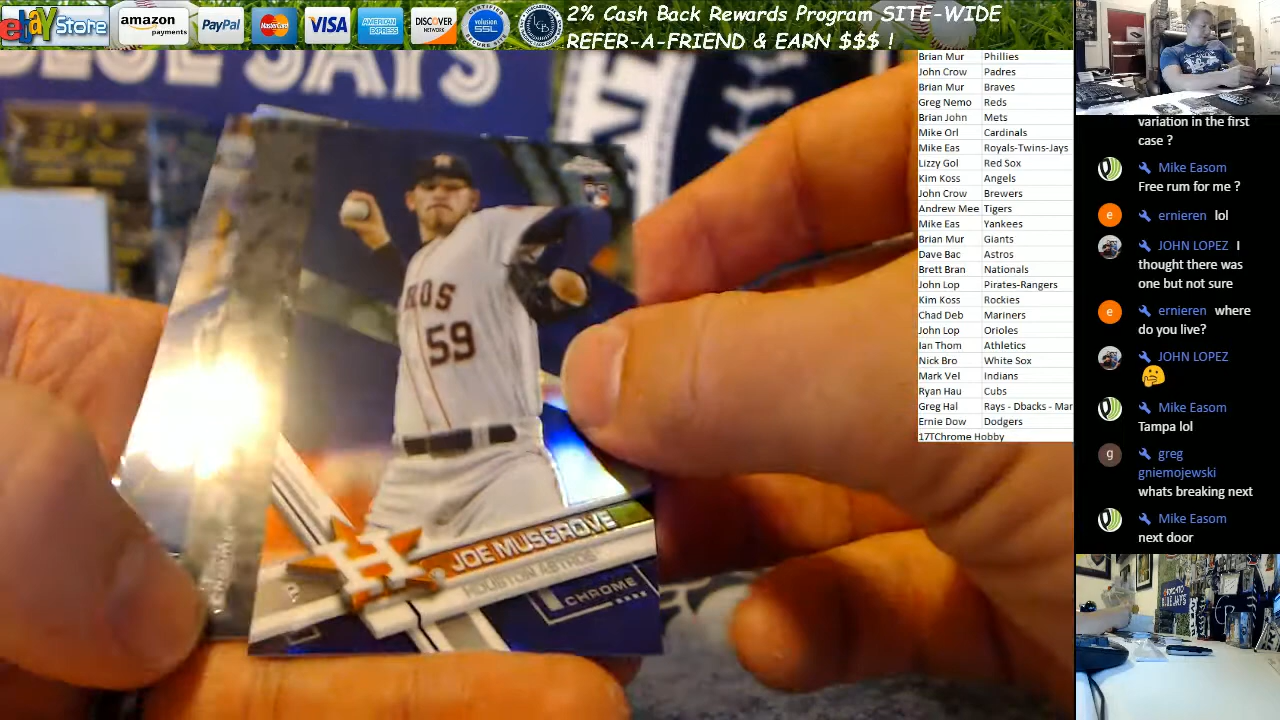 ebay Store
amazon payments
PayPal
MasterCard
VISA
AMERICAN EXPRESS
DISCOVER NETWORK
volusion SSL
2% Cash Back Rewards Program SITE-WIDE
REFER-A-FRIEND & EARN $$$ !
BLUE JAYS
ROS
59
H
JOE MUSGROVE
HOUSTON ASTROS
P
CHROME
Brian Mur Phillies
John Crow Padres
Brian Mur Braves
Greg Nemo Reds
Brian John Mets
Mike Orl Cardinals
Mike Eas Royals-Twins-Jays
Lizzy Gol Red Sox
Kim Koss Angels
John Crow Brewers
Andrew Mee Tigers
Mike Eas Yankees
Brian Mur Giants
Dave Bac Astros
Brett Bran Nationals
John Lop Pirates-Rangers
Kim Koss Rockies
Chad Deb Mariners
John Lop Orioles
Ian Thom Athletics
Nick Bro White Sox
Mark Vel Indians
Ryan Hau Cubs
Greg Hal Rays - Dbacks - Mar
Ernie Dow Dodgers
17TChrome Hobby
variation in the first
case ?
Mike Easom
Free rum for me ?
e ernieren lol
JOHN LOPEZ I
thought there was
one but not sure
e ernieren where
do you live?
JOHN LOPEZ
Mike Easom
Tampa lol
g greg
gniemojewski
whats breaking next
Mike Easom
next door
BLUE JAYS